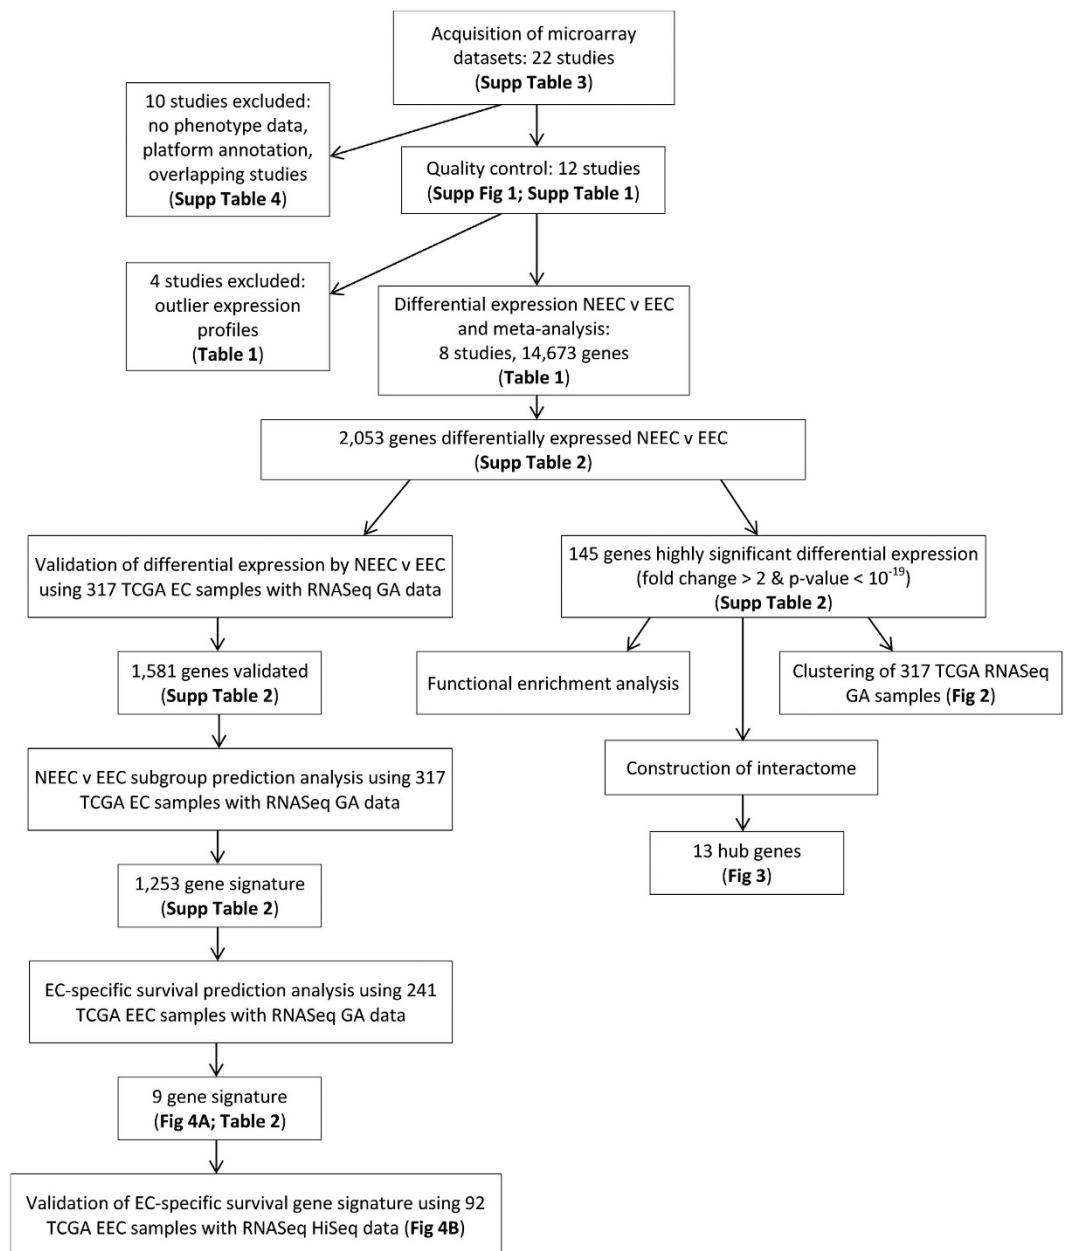 Acquisition of microarray
datasets: 22 studies
(Supp Table 3)
10 studies excluded:
no phenotype data,
platform annotation,
overlapping studies
(Supp Table 4)
Quality control: 12 studies
(Supp Fig 1; Supp Table 1)
4 studies excluded:
outlier expression
profiles
(Table 1)
Differential expression NEEC v EEC
and meta-analysis:
8 studies, 14,673 genes
(Table 1)
2,053 genes differentially expressed NEEC v EEC
(Supp Table 2)
Validation of differential expression by NEEC v EEC
using 317 TCGA EC samples with RNASeq GA data
1,581 genes validated
(Supp Table 2)
NEEC v EEC subgroup prediction analysis using 317
TCGA EC samples with RNASeq GA data
1,253 gene signature
(Supp Table 2)
EC-specific survival prediction analysis using 241
TCGA EEC samples with RNASeq GA data
9 gene signature
(Fig 4A; Table 2)
Validation of EC-specific survival gene signature using 92
TCGA EEC samples with RNASeq HiSeq data (Fig 4B)
145 genes highly significant differential expression
(fold change > 2 & p-value < 10⁻¹⁹)
(Supp Table 2)
Functional enrichment analysis
Clustering of 317 TCGA RNASeq
GA samples (Fig 2)
Construction of interactome
13 hub genes
(Fig 3)